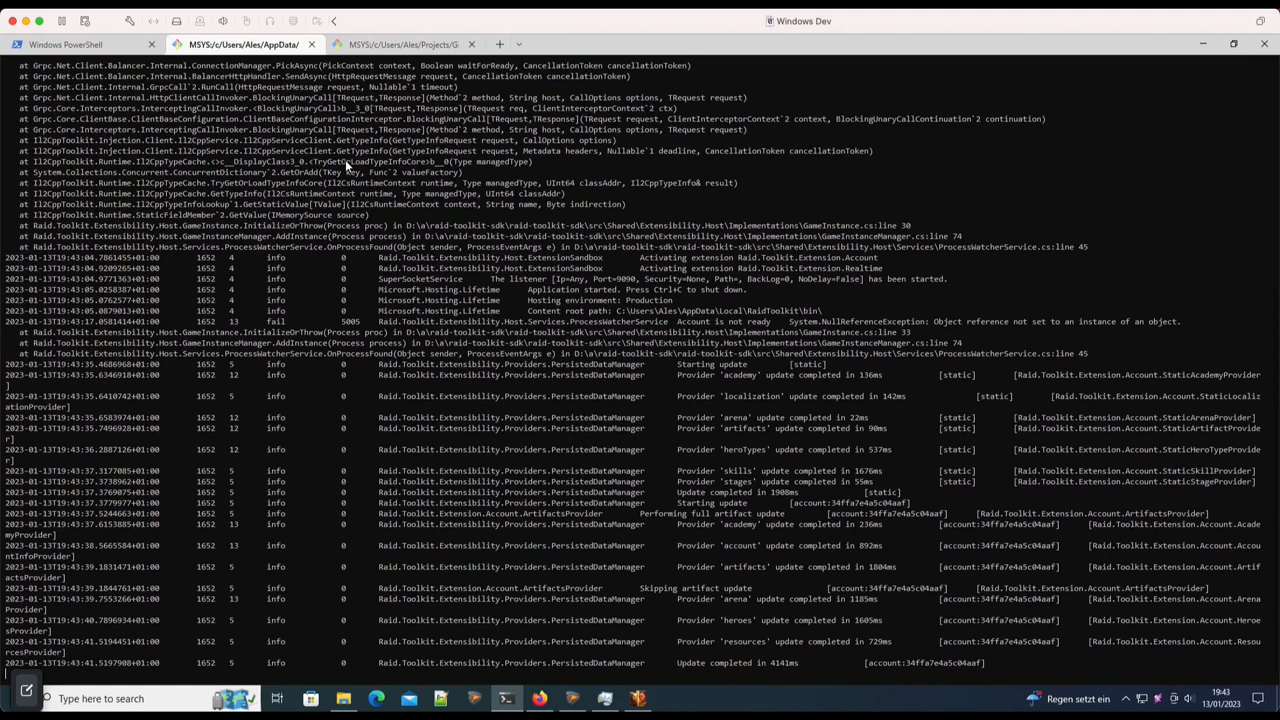 Windows Dev
Windows PowerShell
MSYS:/c/Users/Ales/AppData/
MSYS:/c/Users/Ales/Projects/G
at Grpc.Net.Client.Balancer.Internal.ConnectionManager.PickAsync(PickContext context, Boolean waitForReady, CancellationToken cancellationToken)
at Grpc.Net.Client.Balancer.Internal.BalancerHttpHandler.SendAsync(HttpRequestMessage request, CancellationToken cancellationToken)
at Grpc.Net.Client.Internal.GrpcCall`2.RunCall(HttpRequestMessage request, Nullable`1 timeout)
at Grpc.Net.Client.Internal.HttpClientCallInvoker.BlockingUnaryCall[TRequest,TResponse](Method`2 method, String host, CallOptions options, TRequest request)
at Grpc.Core.Interceptors.InterceptingCallInvoker.<BlockingUnaryCall>b__3_0[TRequest,TResponse](TRequest req, ClientInterceptorContext`2 ctx)
at Grpc.Core.ClientBase.ClientBaseConfiguration.ClientBaseConfigurationInterceptor.BlockingUnaryCall[TRequest,TResponse](TRequest request, ClientInterceptorContext`2 context, BlockingUnaryCallContinuation`2 continuation)
at Grpc.Core.Interceptors.InterceptingCallInvoker.BlockingUnaryCall[TRequest,TResponse](Method`2 method, String host, CallOptions options, TRequest request)
at Il2CppToolkit.Injection.Client.Il2CppService.Il2CppServiceClient.GetTypeInfo(GetTypeInfoRequest request, CallOptions options)
at Il2CppToolkit.Injection.Client.Il2CppService.Il2CppServiceClient.GetTypeInfo(GetTypeInfoRequest request, Metadata headers, Nullable`1 deadline, CancellationToken cancellationToken)
at Il2CppToolkit.Runtime.Il2CppTypeCache.<>c__DisplayClass3_0.<TryGetOrLoadTypeInfoCore>b__0(Type managedType)
at System.Collections.Concurrent.ConcurrentDictionary`2.GetOrAdd(TKey key, Func`2 valueFactory)
at Il2CppToolkit.Runtime.Il2CppTypeCache.TryGetOrLoadTypeInfoCore(Il2CsRuntimeContext runtime, Type managedType, UInt64 classAddr, Il2CppTypeInfo& result)
at Il2CppToolkit.Runtime.Il2CppTypeCache.GetTypeInfo(Il2CsRuntimeContext runtime, Type managedType, UInt64 classAddr)
at Il2CppToolkit.Runtime.Il2CppTypeInfoLookup`1.GetStaticValue[TValue](Il2CsRuntimeContext context, String name, Byte indirection)
at Il2CppToolkit.Runtime.StaticFieldMember`2.GetValue(IMemorySource source)
at Raid.Toolkit.Extensibility.Host.GameInstance.InitializeOrThrow(Process proc) in D:\a\raid-toolkit-sdk\raid-toolkit-sdk\src\Shared\Extensibility.Host\Implementations\GameInstance.cs:line 30
at Raid.Toolkit.Extensibility.Host.GameInstanceManager.AddInstance(Process process) in D:\a\raid-toolkit-sdk\raid-toolkit-sdk\src\Shared\Extensibility.Host\Implementations\GameInstanceManager.cs:line 74
at Raid.Toolkit.Extensibility.Host.Services.ProcessWatcherService.OnProcessFound(Object sender, ProcessEventArgs e) in D:\a\raid-toolkit-sdk\raid-toolkit-sdk\src\Shared\Extensibility.Host\Services\ProcessWatcherService.cs:line 45
2023-01-13T19:43:04.7861455+01:00 1652 4 info 0 Raid.Toolkit.Extensibility.Host.ExtensionSandbox Activating extension Raid.Toolkit.Extension.Account
2023-01-13T19:43:04.9209265+01:00 1652 4 info 0 Raid.Toolkit.Extensibility.Host.ExtensionSandbox Activating extension Raid.Toolkit.Extension.Realtime
2023-01-13T19:43:04.9771363+01:00 1652 4 info 0 SuperSocketService The listener [Ip=Any, Port=9090, Security=None, Path=, BackLog=0, NoDelay=False] has been started.
2023-01-13T19:43:05.0258388+01:00 1652 4 info 0 Microsoft.Hosting.Lifetime Application started. Press Ctrl+C to shut down.
2023-01-13T19:43:05.0762577+01:00 1652 4 info 0 Microsoft.Hosting.Lifetime Hosting environment: Production
2023-01-13T19:43:05.0879013+01:00 1652 4 info 0 Microsoft.Hosting.Lifetime Content root path: C:\Users\Ales\AppData\Local\RaidToolkit\bin\
2023-01-13T19:43:17.0581414+01:00 1652 13 fail 5005 Raid.Toolkit.Extensibility.Host.Services.ProcessWatcherService Account is not ready System.NullReferenceException: Object reference not set to an instance of an object.
at Raid.Toolkit.Extensibility.Host.GameInstance.InitializeOrThrow(Process proc) in D:\a\raid-toolkit-sdk\raid-toolkit-sdk\src\Shared\Extensibility.Host\Implementations\GameInstance.cs:line 33
at Raid.Toolkit.Extensibility.Host.GameInstanceManager.AddInstance(Process process) in D:\a\raid-toolkit-sdk\raid-toolkit-sdk\src\Shared\Extensibility.Host\Implementations\GameInstanceManager.cs:line 74
at Raid.Toolkit.Extensibility.Host.Services.ProcessWatcherService.OnProcessFound(Object sender, ProcessEventArgs e) in D:\a\raid-toolkit-sdk\raid-toolkit-sdk\src\Shared\Extensibility.Host\Services\ProcessWatcherService.cs:line 45
2023-01-13T19:43:35.4686968+01:00 1652 5 info 0 Raid.Toolkit.Extensibility.Providers.PersistedDataManager Starting update [static]
2023-01-13T19:43:35.6346918+01:00 1652 12 info 0 Raid.Toolkit.Extensibility.Providers.PersistedDataManager Provider 'academy' update completed in 136ms [static] [Raid.Toolkit.Extension.Account.StaticAcademyProvider
]
2023-01-13T19:43:35.6410742+01:00 1652 5 info 0 Raid.Toolkit.Extensibility.Providers.PersistedDataManager Provider 'localization' update completed in 142ms [static] [Raid.Toolkit.Extension.Account.StaticLocaliz
ationProvider]
2023-01-13T19:43:35.6583974+01:00 1652 12 info 0 Raid.Toolkit.Extensibility.Providers.PersistedDataManager Provider 'arena' update completed in 22ms [static] [Raid.Toolkit.Extension.Account.StaticArenaProvider]
2023-01-13T19:43:35.7496928+01:00 1652 12 info 0 Raid.Toolkit.Extensibility.Providers.PersistedDataManager Provider 'artifacts' update completed in 90ms [static] [Raid.Toolkit.Extension.Account.StaticArtifactProvide
r]
2023-01-13T19:43:36.2887126+01:00 1652 12 info 0 Raid.Toolkit.Extensibility.Providers.PersistedDataManager Provider 'heroTypes' update completed in 537ms [static] [Raid.Toolkit.Extension.Account.StaticHeroTypeProvide
r]
2023-01-13T19:43:37.3177085+01:00 1652 5 info 0 Raid.Toolkit.Extensibility.Providers.PersistedDataManager Provider 'skills' update completed in 1676ms [static] [Raid.Toolkit.Extension.Account.StaticSkillProvider]
2023-01-13T19:43:37.3738962+01:00 1652 5 info 0 Raid.Toolkit.Extensibility.Providers.PersistedDataManager Provider 'stages' update completed in 55ms [static] [Raid.Toolkit.Extension.Account.StaticStageProvider]
2023-01-13T19:43:37.3769075+01:00 1652 5 info 0 Raid.Toolkit.Extensibility.Providers.PersistedDataManager Update completed in 1908ms [static]
2023-01-13T19:43:37.3779977+01:00 1652 5 info 0 Raid.Toolkit.Extensibility.Providers.PersistedDataManager Starting update [account:34ffa7e4a5c04aaf]
2023-01-13T19:43:37.5244663+01:00 1652 5 info 0 Raid.Toolkit.Extension.Account.ArtifactsProvider Performing full artifact update [account:34ffa7e4a5c04aaf] [Raid.Toolkit.Extension.Account.ArtifactsProvider]
2023-01-13T19:43:37.6153885+01:00 1652 13 info 0 Raid.Toolkit.Extensibility.Providers.PersistedDataManager Provider 'academy' update completed in 236ms [account:34ffa7e4a5c04aaf] [Raid.Toolkit.Extension.Account.Acade
myProvider]
2023-01-13T19:43:38.5665584+01:00 1652 13 info 0 Raid.Toolkit.Extensibility.Providers.PersistedDataManager Provider 'account' update completed in 892ms [account:34ffa7e4a5c04aaf] [Raid.Toolkit.Extension.Account.Accou
ntInfoProvider]
2023-01-13T19:43:39.1831471+01:00 1652 5 info 0 Raid.Toolkit.Extensibility.Providers.PersistedDataManager Provider 'artifacts' update completed in 1804ms [account:34ffa7e4a5c04aaf] [Raid.Toolkit.Extension.Account.Artif
actsProvider]
2023-01-13T19:43:39.1844761+01:00 1652 5 info 0 Raid.Toolkit.Extension.Account.ArtifactsProvider Skipping artifact update [account:34ffa7e4a5c04aaf] [Raid.Toolkit.Extension.Account.ArtifactsProvider]
2023-01-13T19:43:39.7553266+01:00 1652 13 info 0 Raid.Toolkit.Extensibility.Providers.PersistedDataManager Provider 'arena' update completed in 1185ms [account:34ffa7e4a5c04aaf] [Raid.Toolkit.Extension.Account.Arena
Provider]
2023-01-13T19:43:40.7896934+01:00 1652 5 info 0 Raid.Toolkit.Extensibility.Providers.PersistedDataManager Provider 'heroes' update completed in 1605ms [account:34ffa7e4a5c04aaf] [Raid.Toolkit.Extension.Account.Heroe
sProvider]
2023-01-13T19:43:41.5194451+01:00 1652 5 info 0 Raid.Toolkit.Extensibility.Providers.PersistedDataManager Provider 'resources' update completed in 729ms [account:34ffa7e4a5c04aaf] [Raid.Toolkit.Extension.Account.Resou
rcesProvider]
2023-01-13T19:43:41.5197908+01:00 1652 5 info 0 Raid.Toolkit.Extensibility.Providers.PersistedDataManager Update completed in 4141ms [account:34ffa7e4a5c04aaf]
Type here to search
Regen setzt ein
19:43
13/01/2023